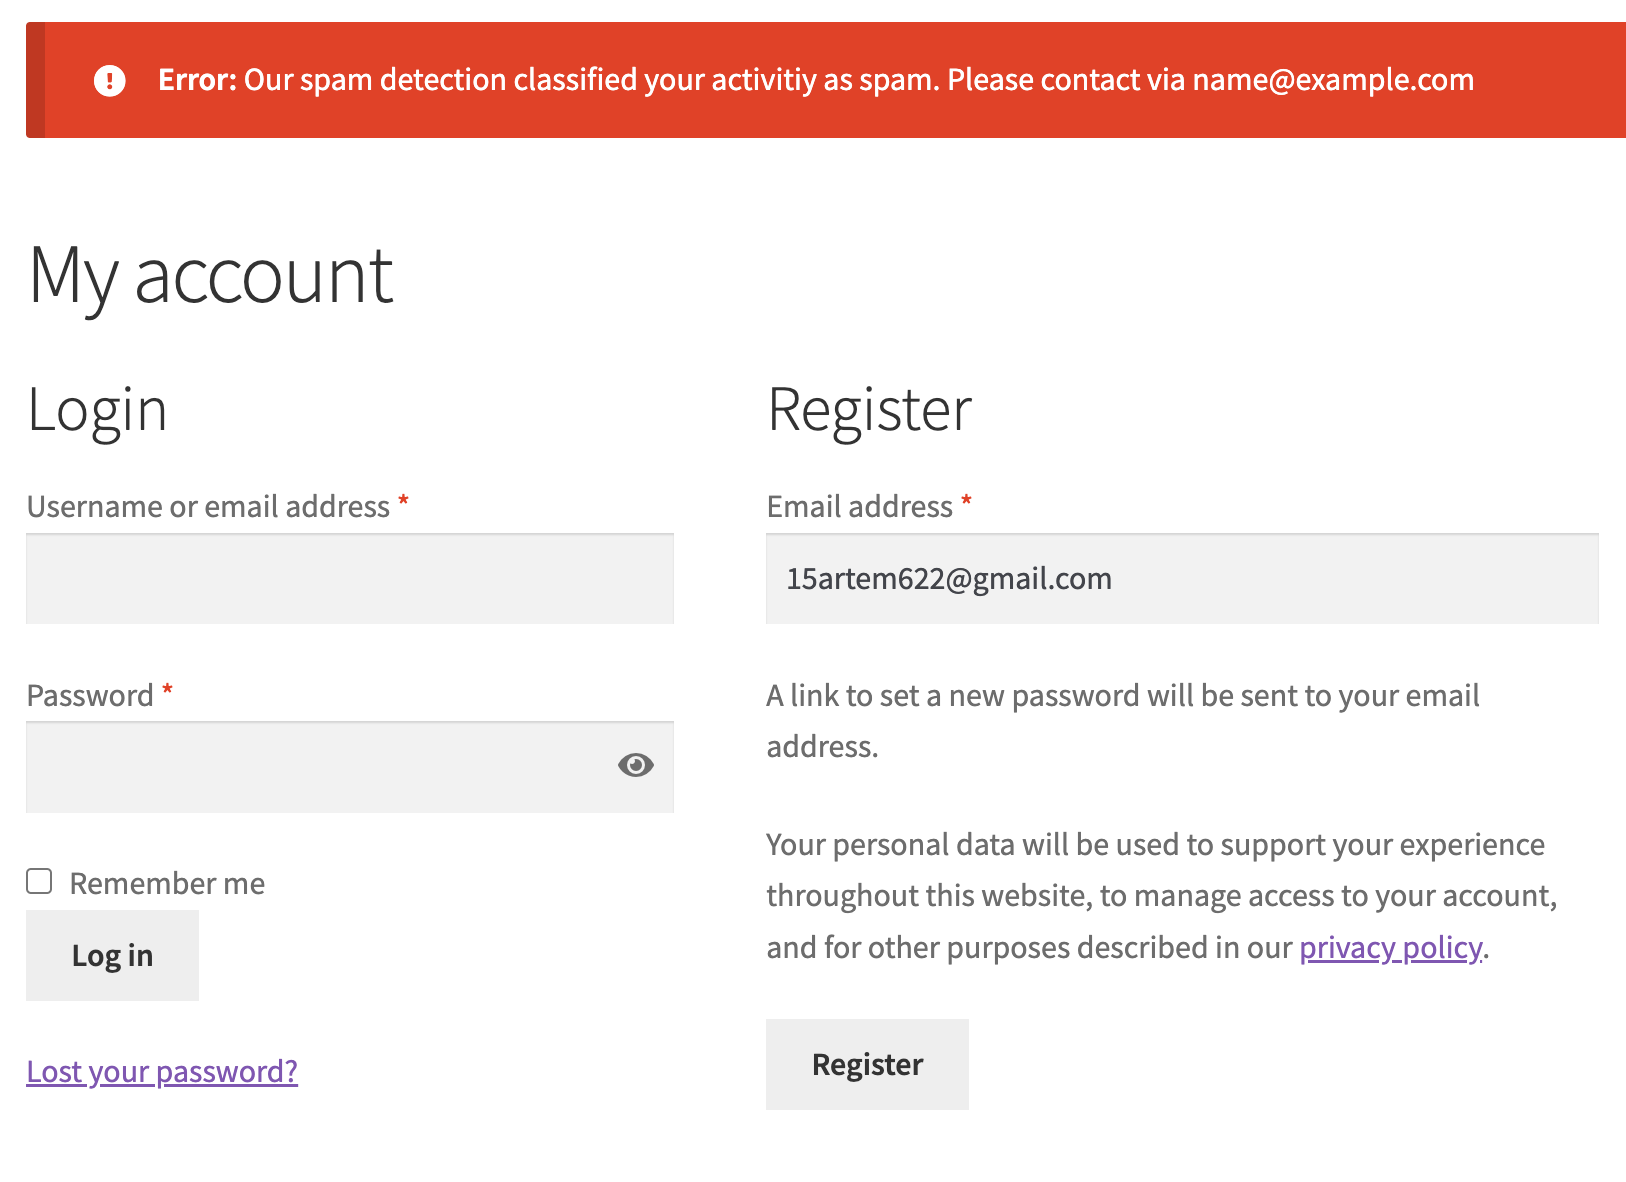 Error: Our spam detection classified your activitiy as spam. Please contact via name@example.com
My account
Login
Username or email address *
Password *
Remember me
Log in
Lost your password?
Register
Email address *
15artem622@gmail.com
A link to set a new password will be sent to your email
address.
Your personal data will be used to support your experience
throughout this website, to manage access to your account,
and for other purposes described in our privacy policy.
Register